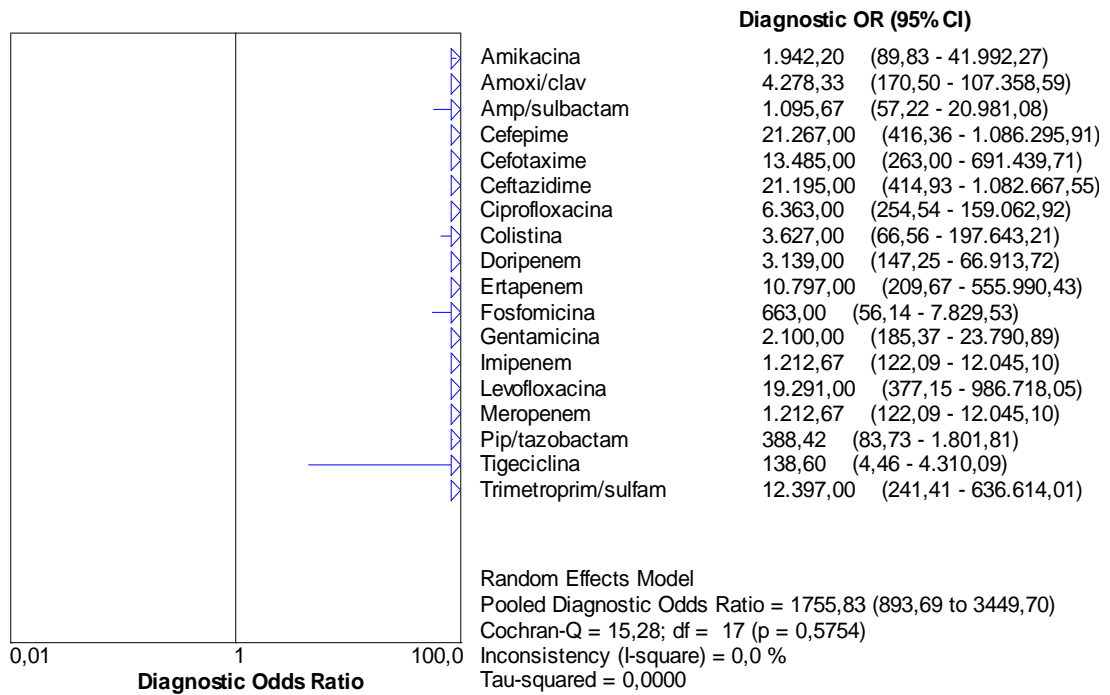 Diagnostic OR (95% CI)
Amikacina 1.942,20 (89,83 - 41.992,27)
Amoxi/clav 4.278,33 (170,50 - 107.358,59)
Amp/sulbactam 1.095,67 (57,22 - 20.981,08)
Cefepime 21.267,00 (416,36 - 1.086.295,91)
Cefotaxime 13.485,00 (263,00 - 691.439,71)
Ceftazidime 21.195,00 (414,93 - 1.082.667,55)
Ciprofloxacina 6.363,00 (254,54 - 159.062,92)
Colistina 3.627,00 (66,56 - 197.643,21)
Doripenem 3.139,00 (147,25 - 66.913,72)
Ertapenem 10.797,00 (209,67 - 555.990,43)
Fosfomicina 663,00 (56,14 - 7.829,53)
Gentamicina 2.100,00 (185,37 - 23.790,89)
Imipenem 1.212,67 (122,09 - 12.045,10)
Levofloxacina 19.291,00 (377,15 - 986.718,05)
Meropenem 1.212,67 (122,09 - 12.045,10)
Pip/tazobactam 388,42 (83,73 - 1.801,81)
Tigeciclina 138,60 (4,46 - 4.310,09)
Trimetroprim/sulfam 12.397,00 (241,41 - 636.614,01)
Random Effects Model
Pooled Diagnostic Odds Ratio = 1755,83 (893,69 to 3449,70)
Cochran-Q = 15,28; df = 17 (p = 0,5754)
Inconsistency (I-square) = 0,0 %
Tau-squared = 0,0000
0,01 1 100,0
Diagnostic Odds Ratio